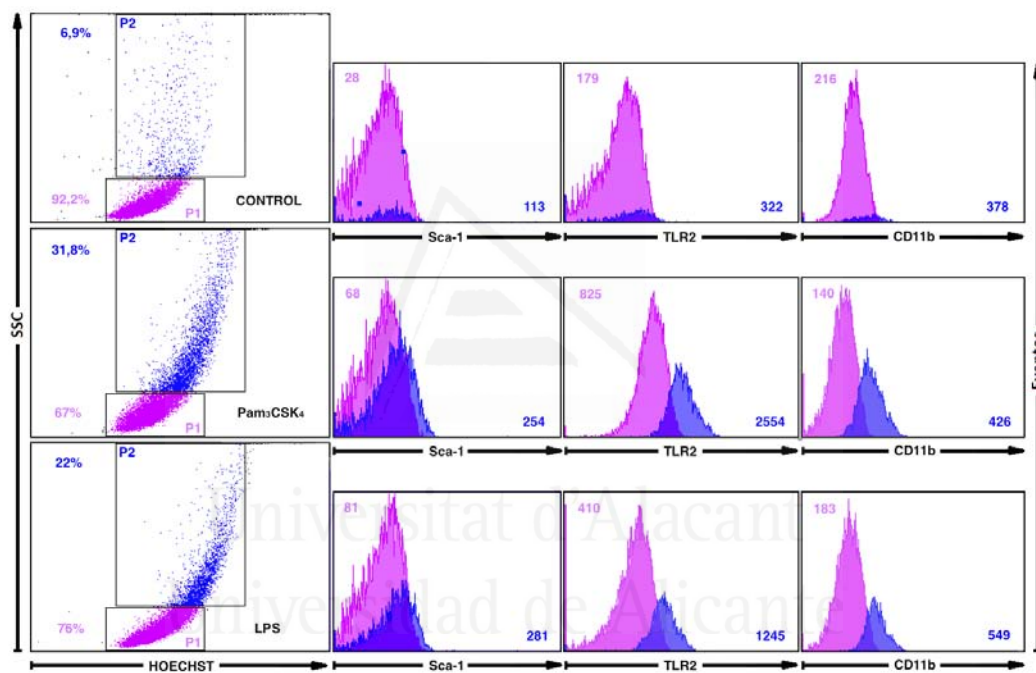 6,9%
P2
92,2%
P1
CONTROL
28
113
Sca-1
179
322
TLR2
216
378
CD11b
31,8%
P2
67%
P1
Pam₃CSK₄
68
254
Sca-1
825
2554
TLR2
140
426
CD11b
22%
P2
76%
P1
LPS
81
281
Sca-1
410
1245
TLR2
183
549
CD11b
SSC
HOECHST
Universitat d'Alacant
Universidad de Alicante